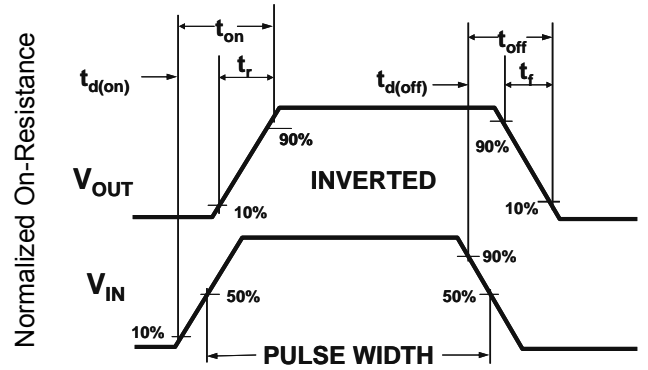 Normalized On-Resistance
ton
toff
td(on)
tr
td(off)
tf
90%
90%
VOUT
INVERTED
10%
10%
VIN
90%
50%
50%
10%
PULSE WIDTH